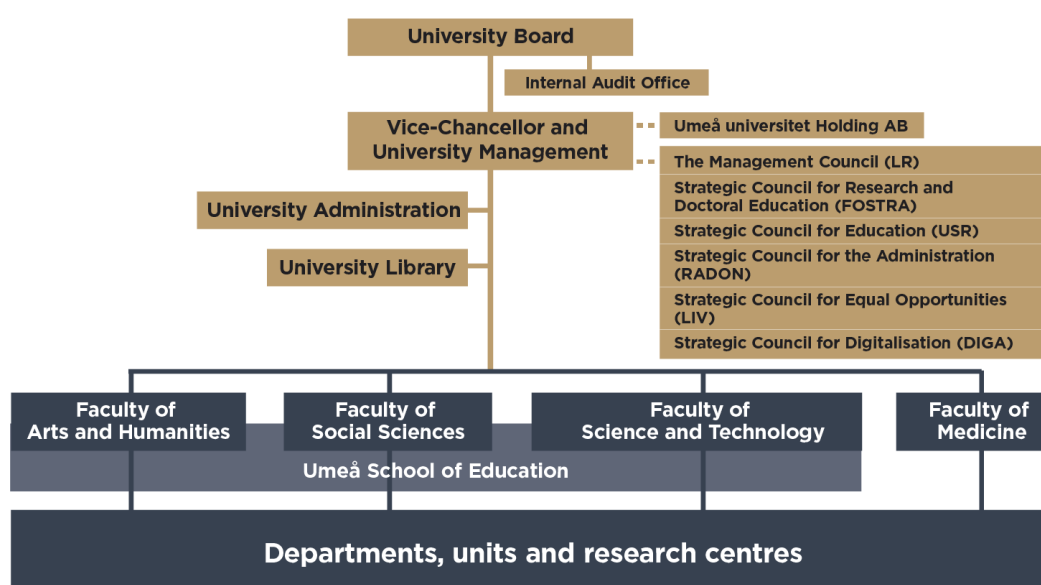 University Board
Internal Audit Office
Vice-Chancellor and
University Management
Umeå universitet Holding AB
The Management Council (LR)
Strategic Council for Research and
Doctoral Education (FOSTRA)
Strategic Council for Education (USR)
Strategic Council for the Administration
(RADON)
Strategic Council for Equal Opportunities
(LIV)
Strategic Council for Digitalisation (DIGA)
University Administration
University Library
Faculty of
Arts and Humanities
Faculty of
Social Sciences
Faculty of
Science and Technology
Faculty of
Medicine
Umeå School of Education
Departments, units and research centres